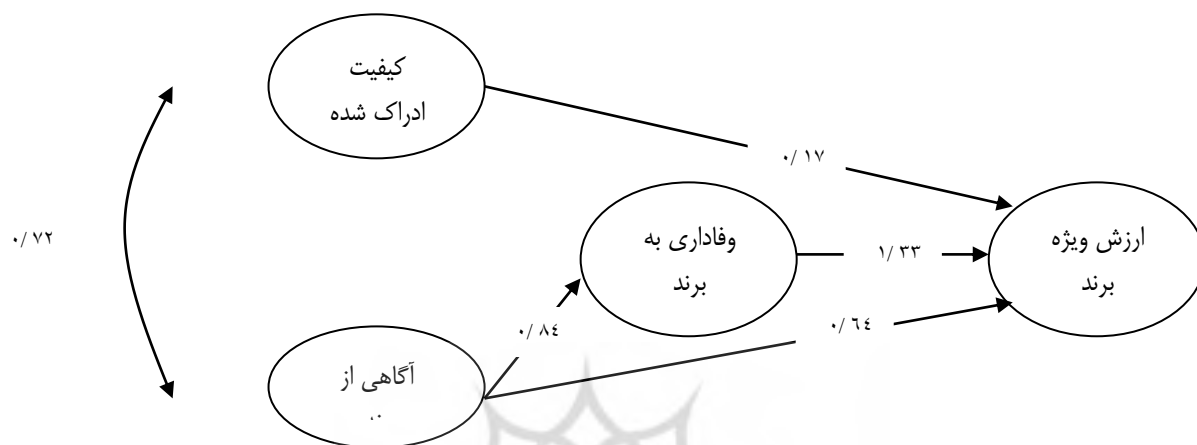 کیفیت
ادراک شده
۰/۱۷
۰/۷۲
وفاداری به
برند
۱/۳۳
ارزش ویژه
برند
۰/۸٤
۰/٦٤
آگاهی از